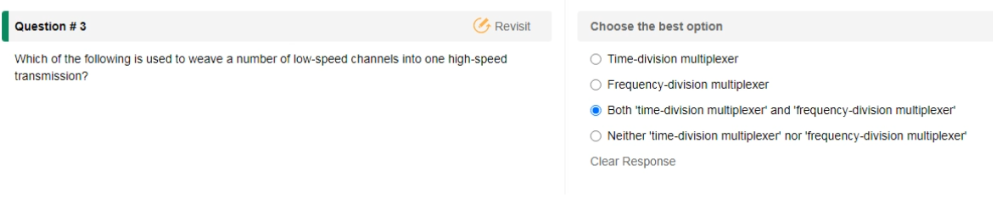 Question # 3
Revisit
Which of the following is used to weave a number of low-speed channels into one high-speed
transmission?
Choose the best option
Time-division multiplexer
Frequency-division multiplexer
Both 'time-division multiplexer' and 'frequency-division multiplexer'
Neither 'time-division multiplexer' nor 'frequency-division multiplexer'
Clear Response